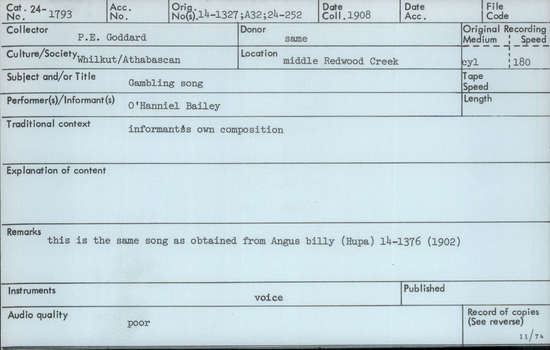 Cat. 24-1793 Acc. No. Orig. No(s). 14-1327;A32;24-252 Date Coll. 1908 Date Acc. File Code
Collector P.E. Goddard Donor same Original Recording
Medium Speed
Culture/Society Whilkut/Athabascan Location middle Redwood Creek cyl 180
Subject and/or Title Gambling song Tape Speed
Performer(s)/Informant(s) O'Hanniel Bailey Length
Traditional context informant's own composition
Explanation of content
Remarks this is the same song as obtained from Angus billy (Hupa) 14-1376 (1902)
Instruments voice Published
Audio quality poor Record of copies
(See reverse)
11/74